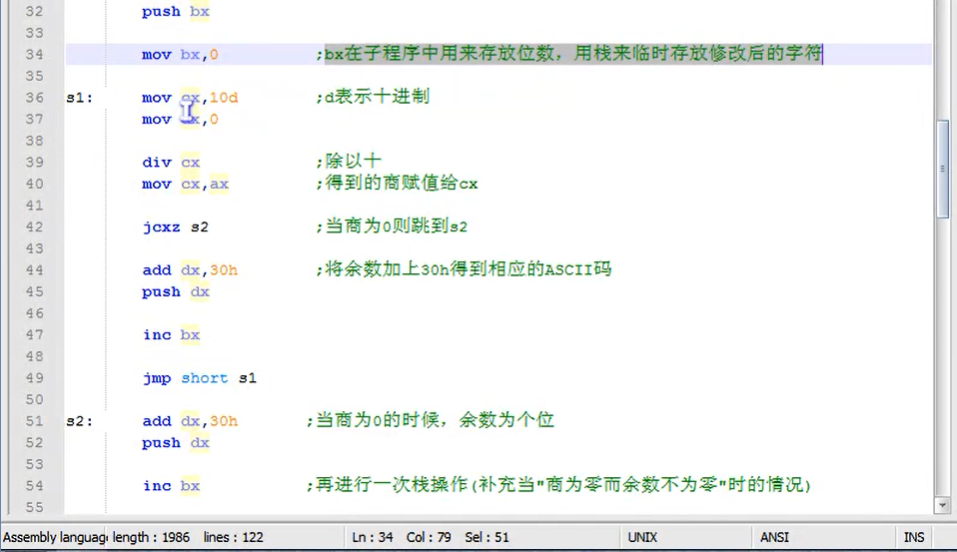 32 push bx
33
34 mov bx,0 ;bx在子程序中用来存放位数，用栈来临时存放修改后的字符
35
36 s1: mov cx,10d ;d表示十进制
37 mov x,0
38
39 div cx ;除以十
40 mov cx,ax ;得到的商赋值给cx
41
42 jcxz s2 ;当商为0则跳到s2
43
44 add dx,30h ;将余数加上30h得到相应的ASCII码
45 push dx
46
47 inc bx
48
49 jmp short s1
50
51 s2: add dx,30h ;当商为0的时候，余数为个位
52 push dx
53
54 inc bx ;再进行一次栈操作(补充当"商为零而余数不为零"时的情况)
55
Assembly languag length : 1986 lines : 122 Ln : 34 Col : 79 Sel : 51 UNIX ANSI INS